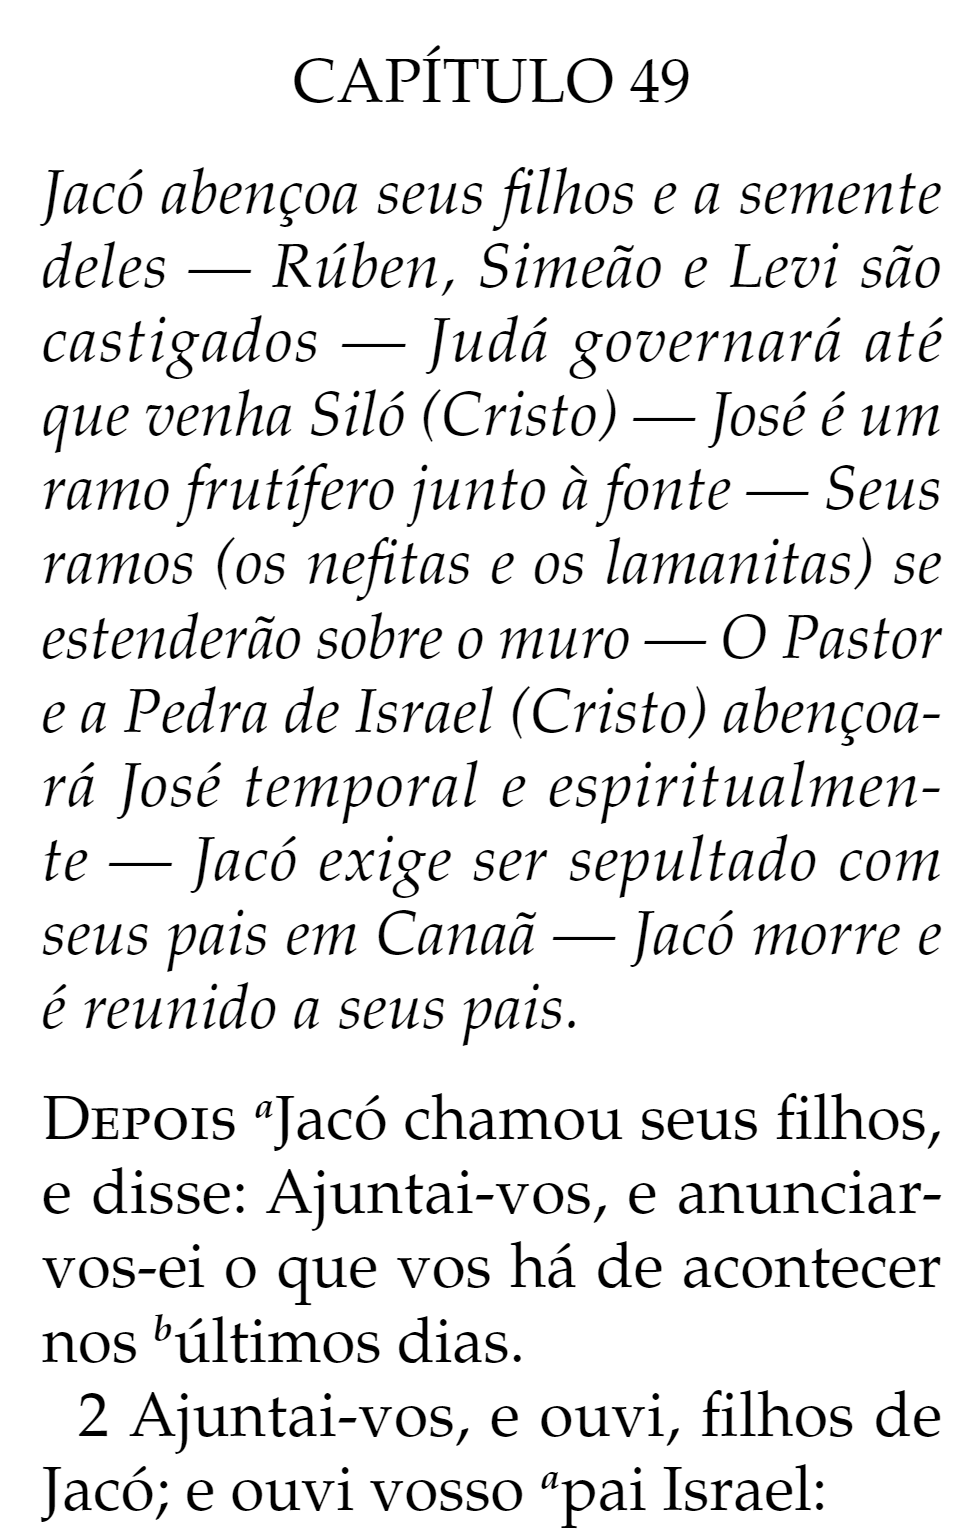 CAPÍTULO 49
Jacó abençoa seus filhos e a semente
deles — Rúben, Simeão e Levi são
castigados — Judá governará até
que venha Siló (Cristo) — José é um
ramo frutífero junto à fonte — Seus
ramos (os nefitas e os lamanitas) se
estenderão sobre o muro — O Pastor
e a Pedra de Israel (Cristo) abençoa-
rá José temporal e espiritualmen-
te — Jacó exige ser sepultado com
seus pais em Canaã — Jacó morre e
é reunido a seus pais.
Depois aJacó chamou seus filhos,
e disse: Ajuntai-vos, e anunciar-
vos-ei o que vos há de acontecer
nos búltimos dias.
2 Ajuntai-vos, e ouvi, filhos de
Jacó; e ouvi vosso apai Israel: